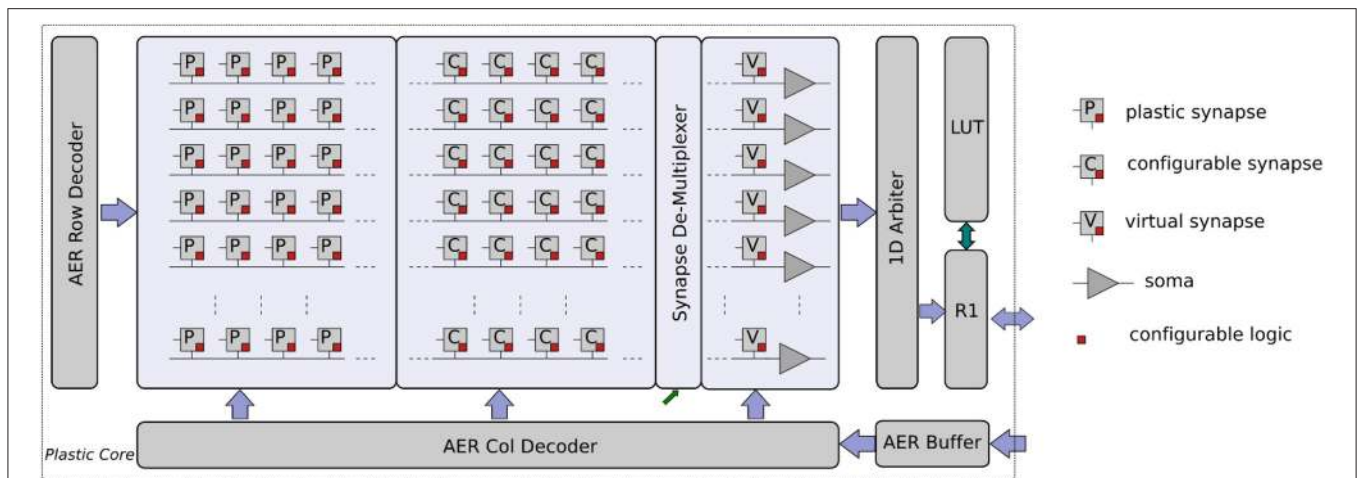 AER Row Decoder
P P P P
P P P P
P P P P
P P P P
P P P P
P P P P
C C C C
C C C C
C C C C
C C C C
C C C C
C C C C
Synapse De-Multiplexer
V
V
V
V
V
V
1D Arbiter
LUT
R1
AER Col Decoder
AER Buffer
Plastic Core
P plastic synapse
C configurable synapse
V virtual synapse
soma
configurable logic